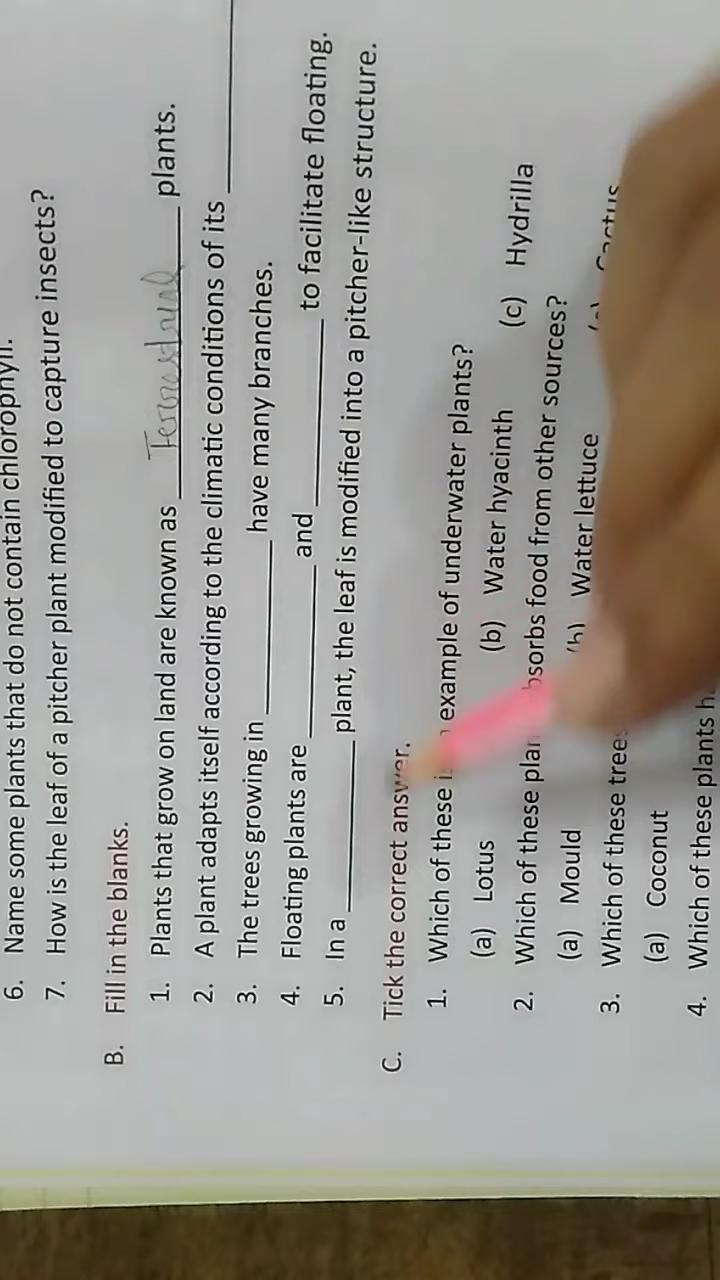 6. Name some plants that do not contain chlorophyll.
7. How is the leaf of a pitcher plant modified to capture insects?
B. Fill in the blanks.
1. Plants that grow on land are known as Terrestrial plants.
2. A plant adapts itself according to the climatic conditions of its
3. The trees growing in have many branches.
4. Floating plants are and to facilitate floating.
5. In a plant, the leaf is modified into a pitcher-like structure.
C. Tick the correct answer.
1. Which of these example of underwater plants?
(a) Lotus (b) Water hyacinth (c) Hydrilla
2. Which of these absorbs food from other sources?
(a) Mould (b) Water lettuce (c) Cactus
3. Which of these trees
(a) Coconut
4. Which of these plants